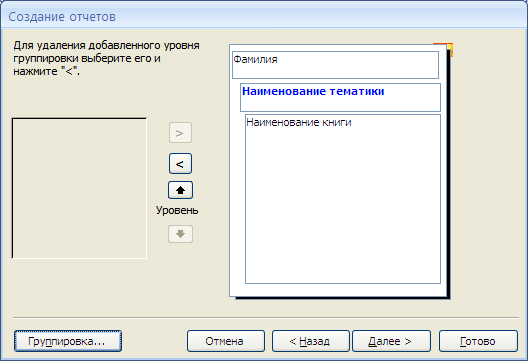 Создание отчетов
Для удаления добавленного уровня
группировки выберите его и
нажмите "<".
Фамилия
Наименование тематики
Наименование книги
>
<
Уровень
Группировка...
Отмена
< Назад
Далее >
Готово